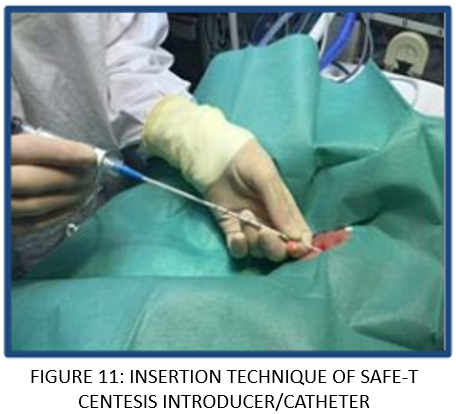 FIGURE 11: INSERTION TECHNIQUE OF SAFE-T
CENTESIS INTRODUCER/CATHETER